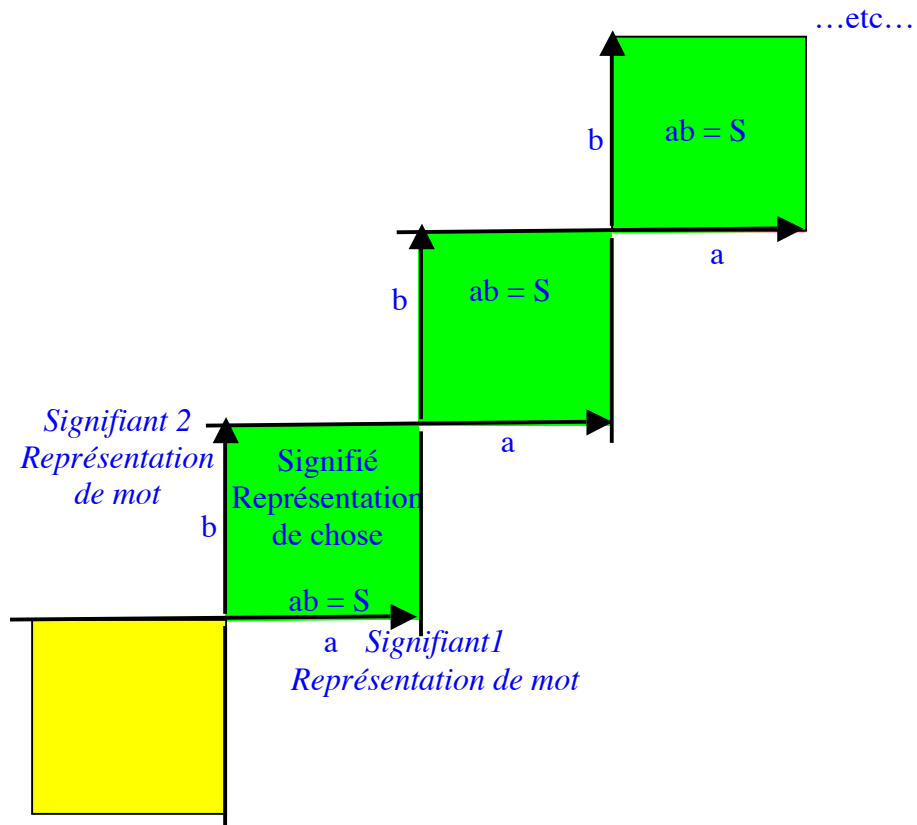 …etc…
b
ab = S
a
b
ab = S
a
Signifiant 2
Représentation
de mot
Signifié
Représentation
de chose
b
ab = S
a Signifiant1
Représentation de mot